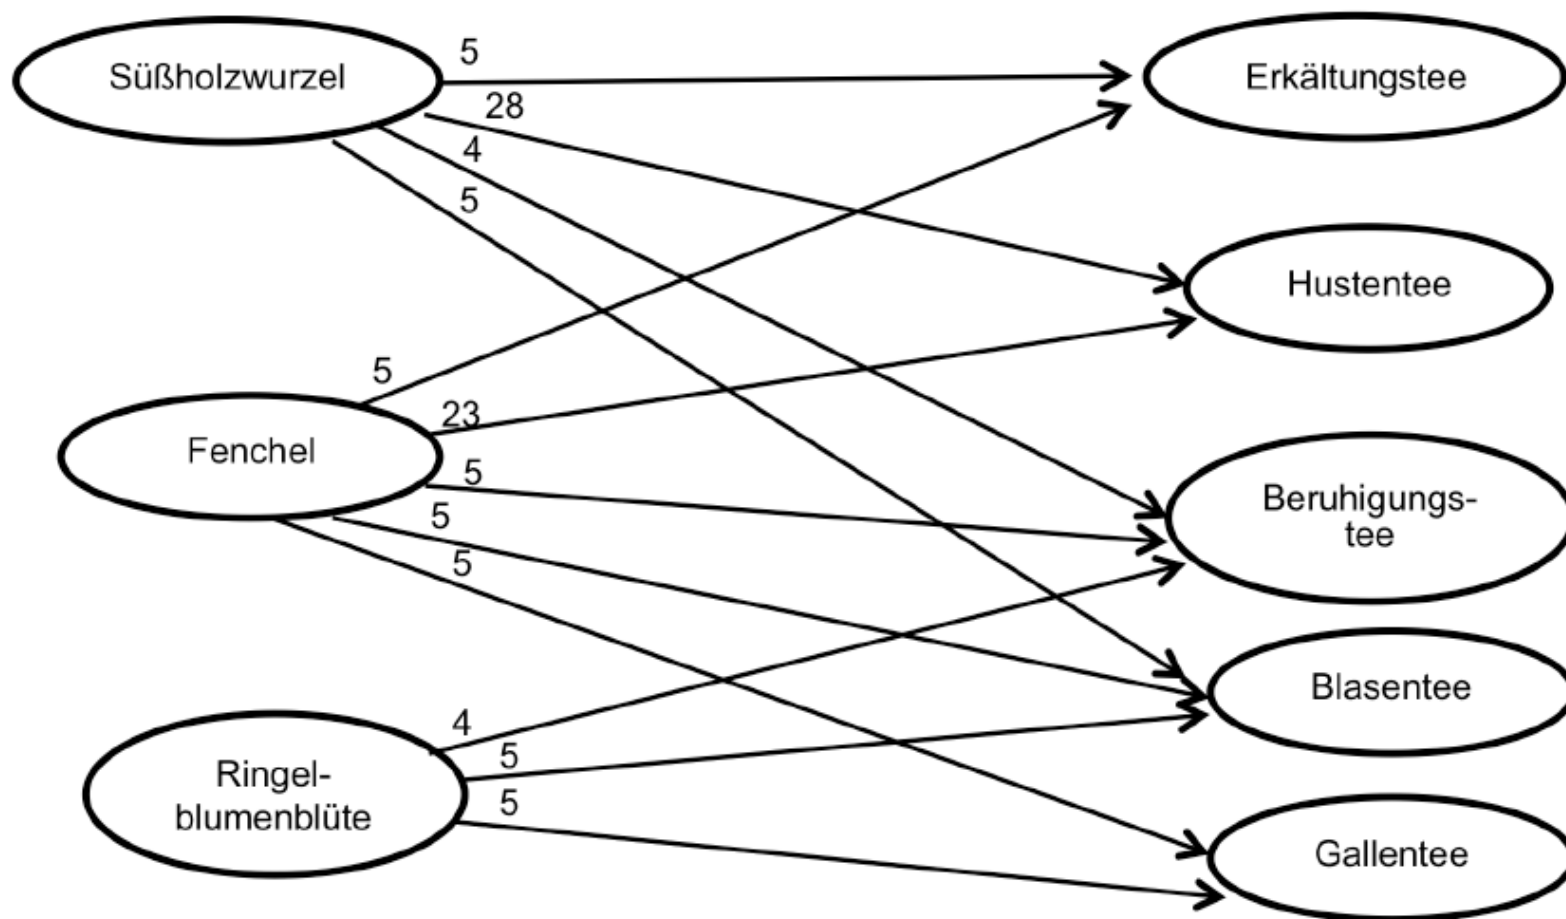 Süßholzwurzel
5
28
4
5
Erkältungstee
Hustentee
Fenchel
5
23
5
5
5
Beruhigungs-
tee
Ringel-
blumenblüte
4
5
5
Blasentee
Gallentee